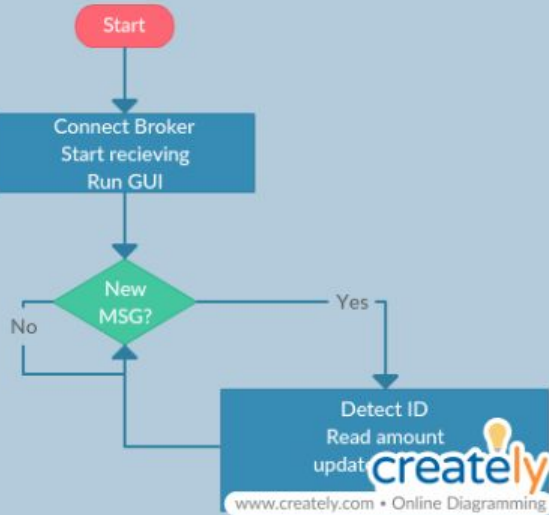 Start
Connect Broker
Start recieving
Run GUI
New
MSG?
No
Yes
Detect ID
Read amount
creately
www.creately.com • Online Diagramming